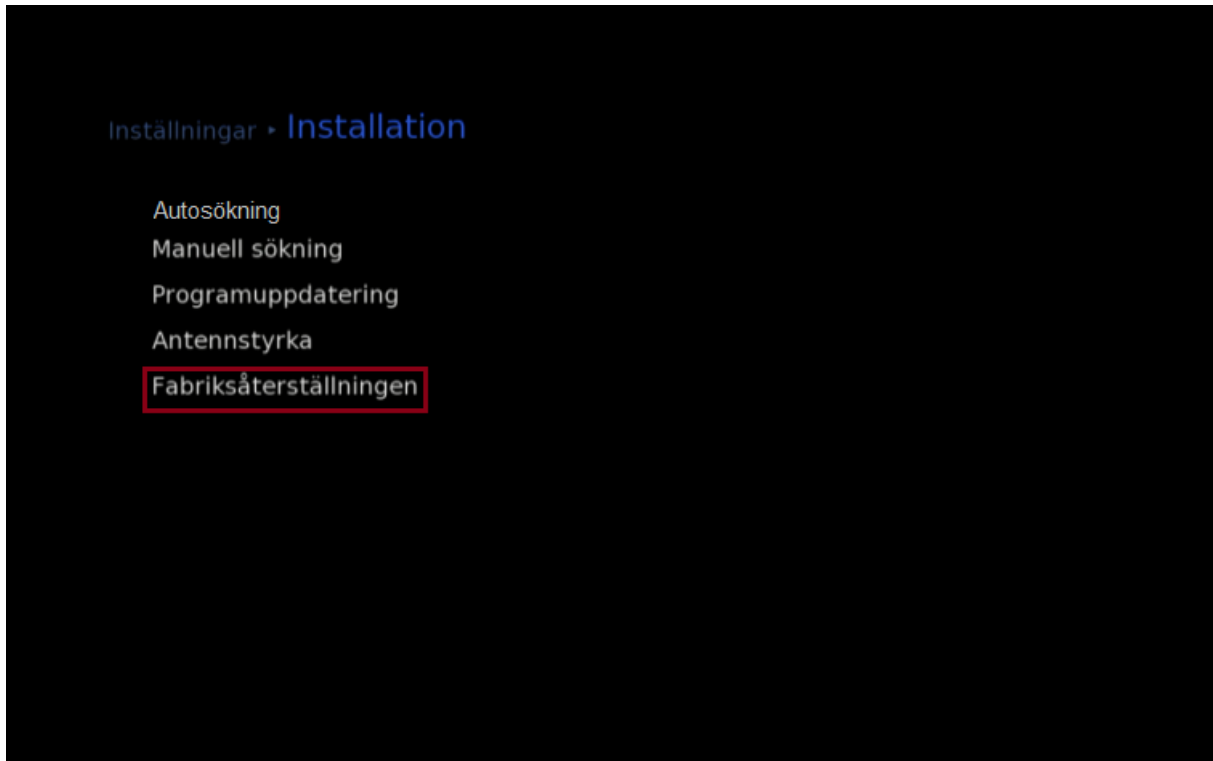 Inställningar ▸ Installation
Autosökning
Manuell sökning
Programuppdatering
Antennstyrka
Fabriksåterställningen